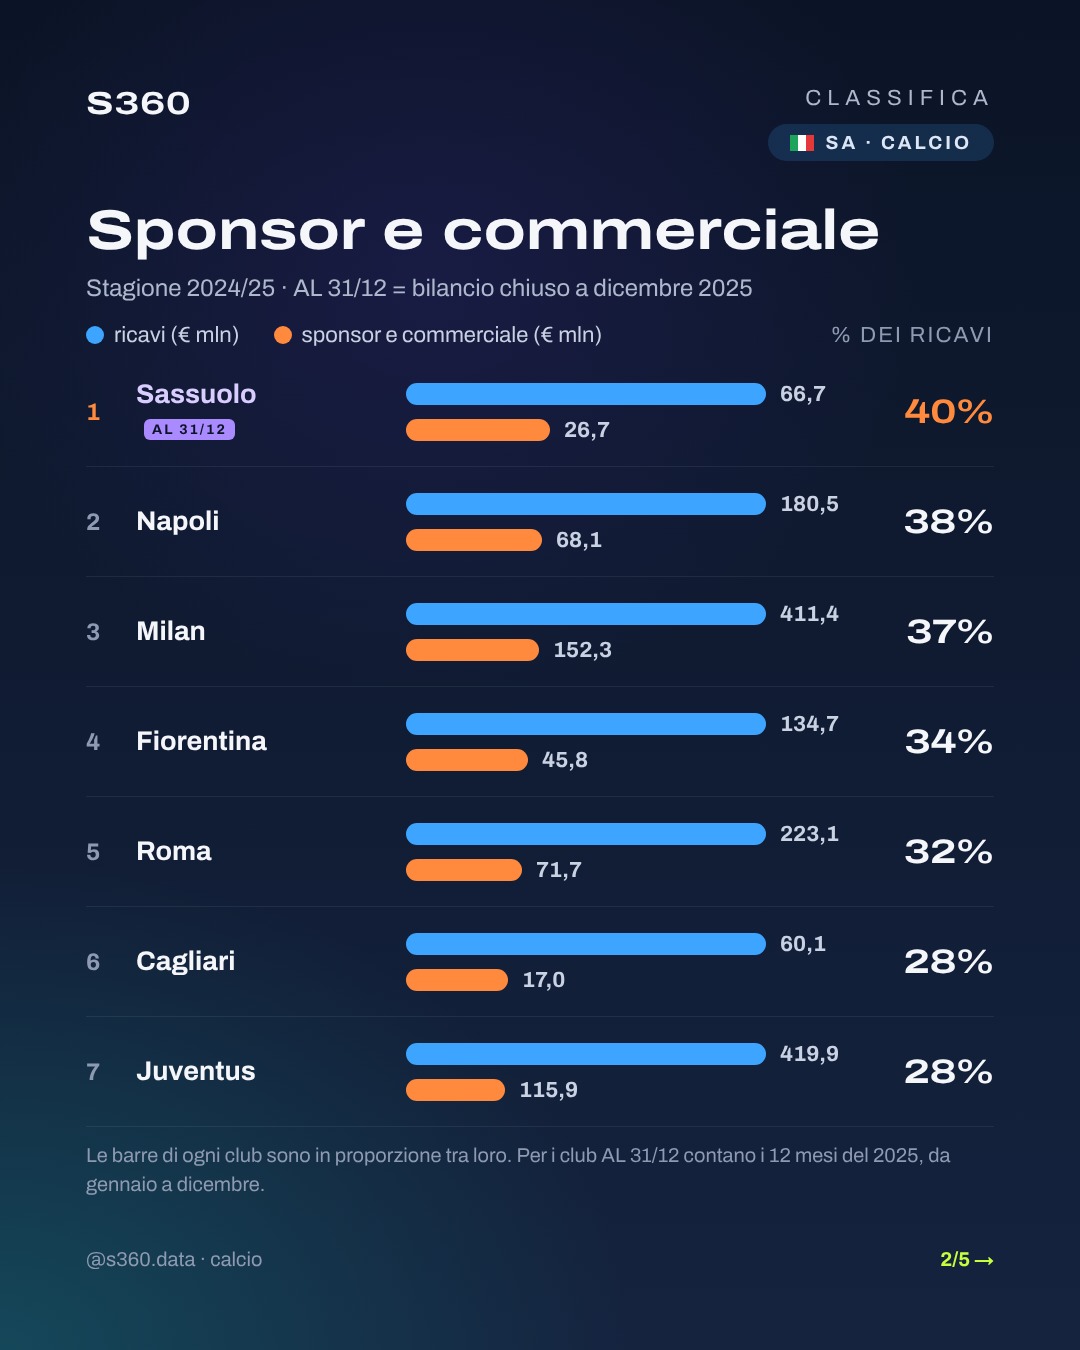 S360
CLASSIFICA
SA · CALCIO
Sponsor e commerciale
Stagione 2024/25 · AL 31/12 = bilancio chiuso a dicembre 2025
ricavi (€ mln) sponsor e commerciale (€ mln) % DEI RICAVI
1 Sassuolo 66,7 40%
AL 31/12 26,7
2 Napoli 180,5 38%
68,1
3 Milan 411,4 37%
152,3
4 Fiorentina 134,7 34%
45,8
5 Roma 223,1 32%
71,7
6 Cagliari 60,1 28%
17,0
7 Juventus 419,9 28%
115,9
Le barre di ogni club sono in proporzione tra loro. Per i club AL 31/12 contano i 12 mesi del 2025, da
gennaio a dicembre.
@s360.data · calcio 2/5 →